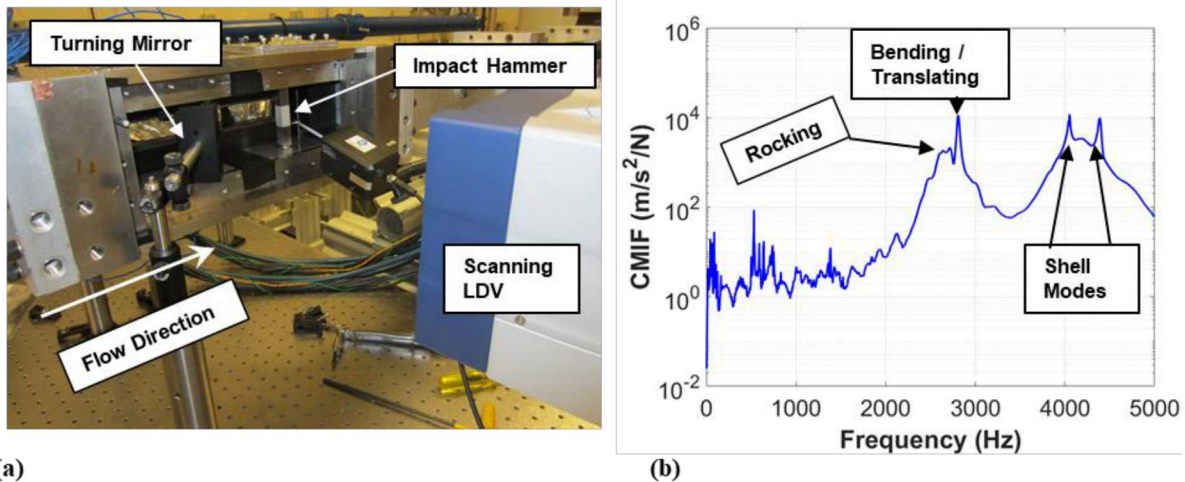 Turning Mirror
Impact Hammer
Scanning
LDV
Flow Direction
(a)
10^6
10^4
10^2
10^0
10^-2
CMIF (m/s^2/N)
Bending /
Translating
Rocking
Shell
Modes
0 1000 2000 3000 4000 5000
Frequency (Hz)
(b)